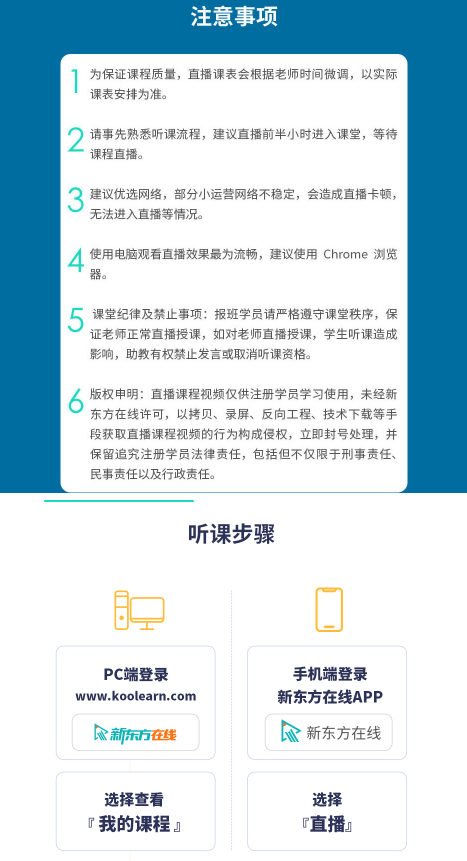 注意事项
1
为保证课程质量，直播课表会根据老师时间微调，以实际
课表安排为准。
2
请事先熟悉听课流程，建议直播前半小时进入课堂，等待
课程直播。
3
建议优选网络，部分小运营网络不稳定，会造成直播卡顿，
无法进入直播等情况。
4
使用电脑观看直播效果最为流畅，建议使用 Chrome 浏览
器。
5
课堂纪律及禁止事项：报班学员请严格遵守课堂秩序，保
证老师正常直播授课，如对老师直播授课，学生听课造成
影响，助教有权禁止发言或取消听课资格。
6
版权申明：直播课程视频仅供注册学员学习使用，未经新
东方在线许可，以拷贝、录屏、反向工程、技术下载等手
段获取直播课程视频的行为构成侵权，立即封号处理，并
保留追究注册学员法律责任，包括但不仅限于刑事责任、
民事责任以及行政责任。
听课步骤
PC端登录
www.koolearn.com
新东方在线
选择查看
『我的课程』
手机端登录
新东方在线APP
新东方在线
选择
『直播』